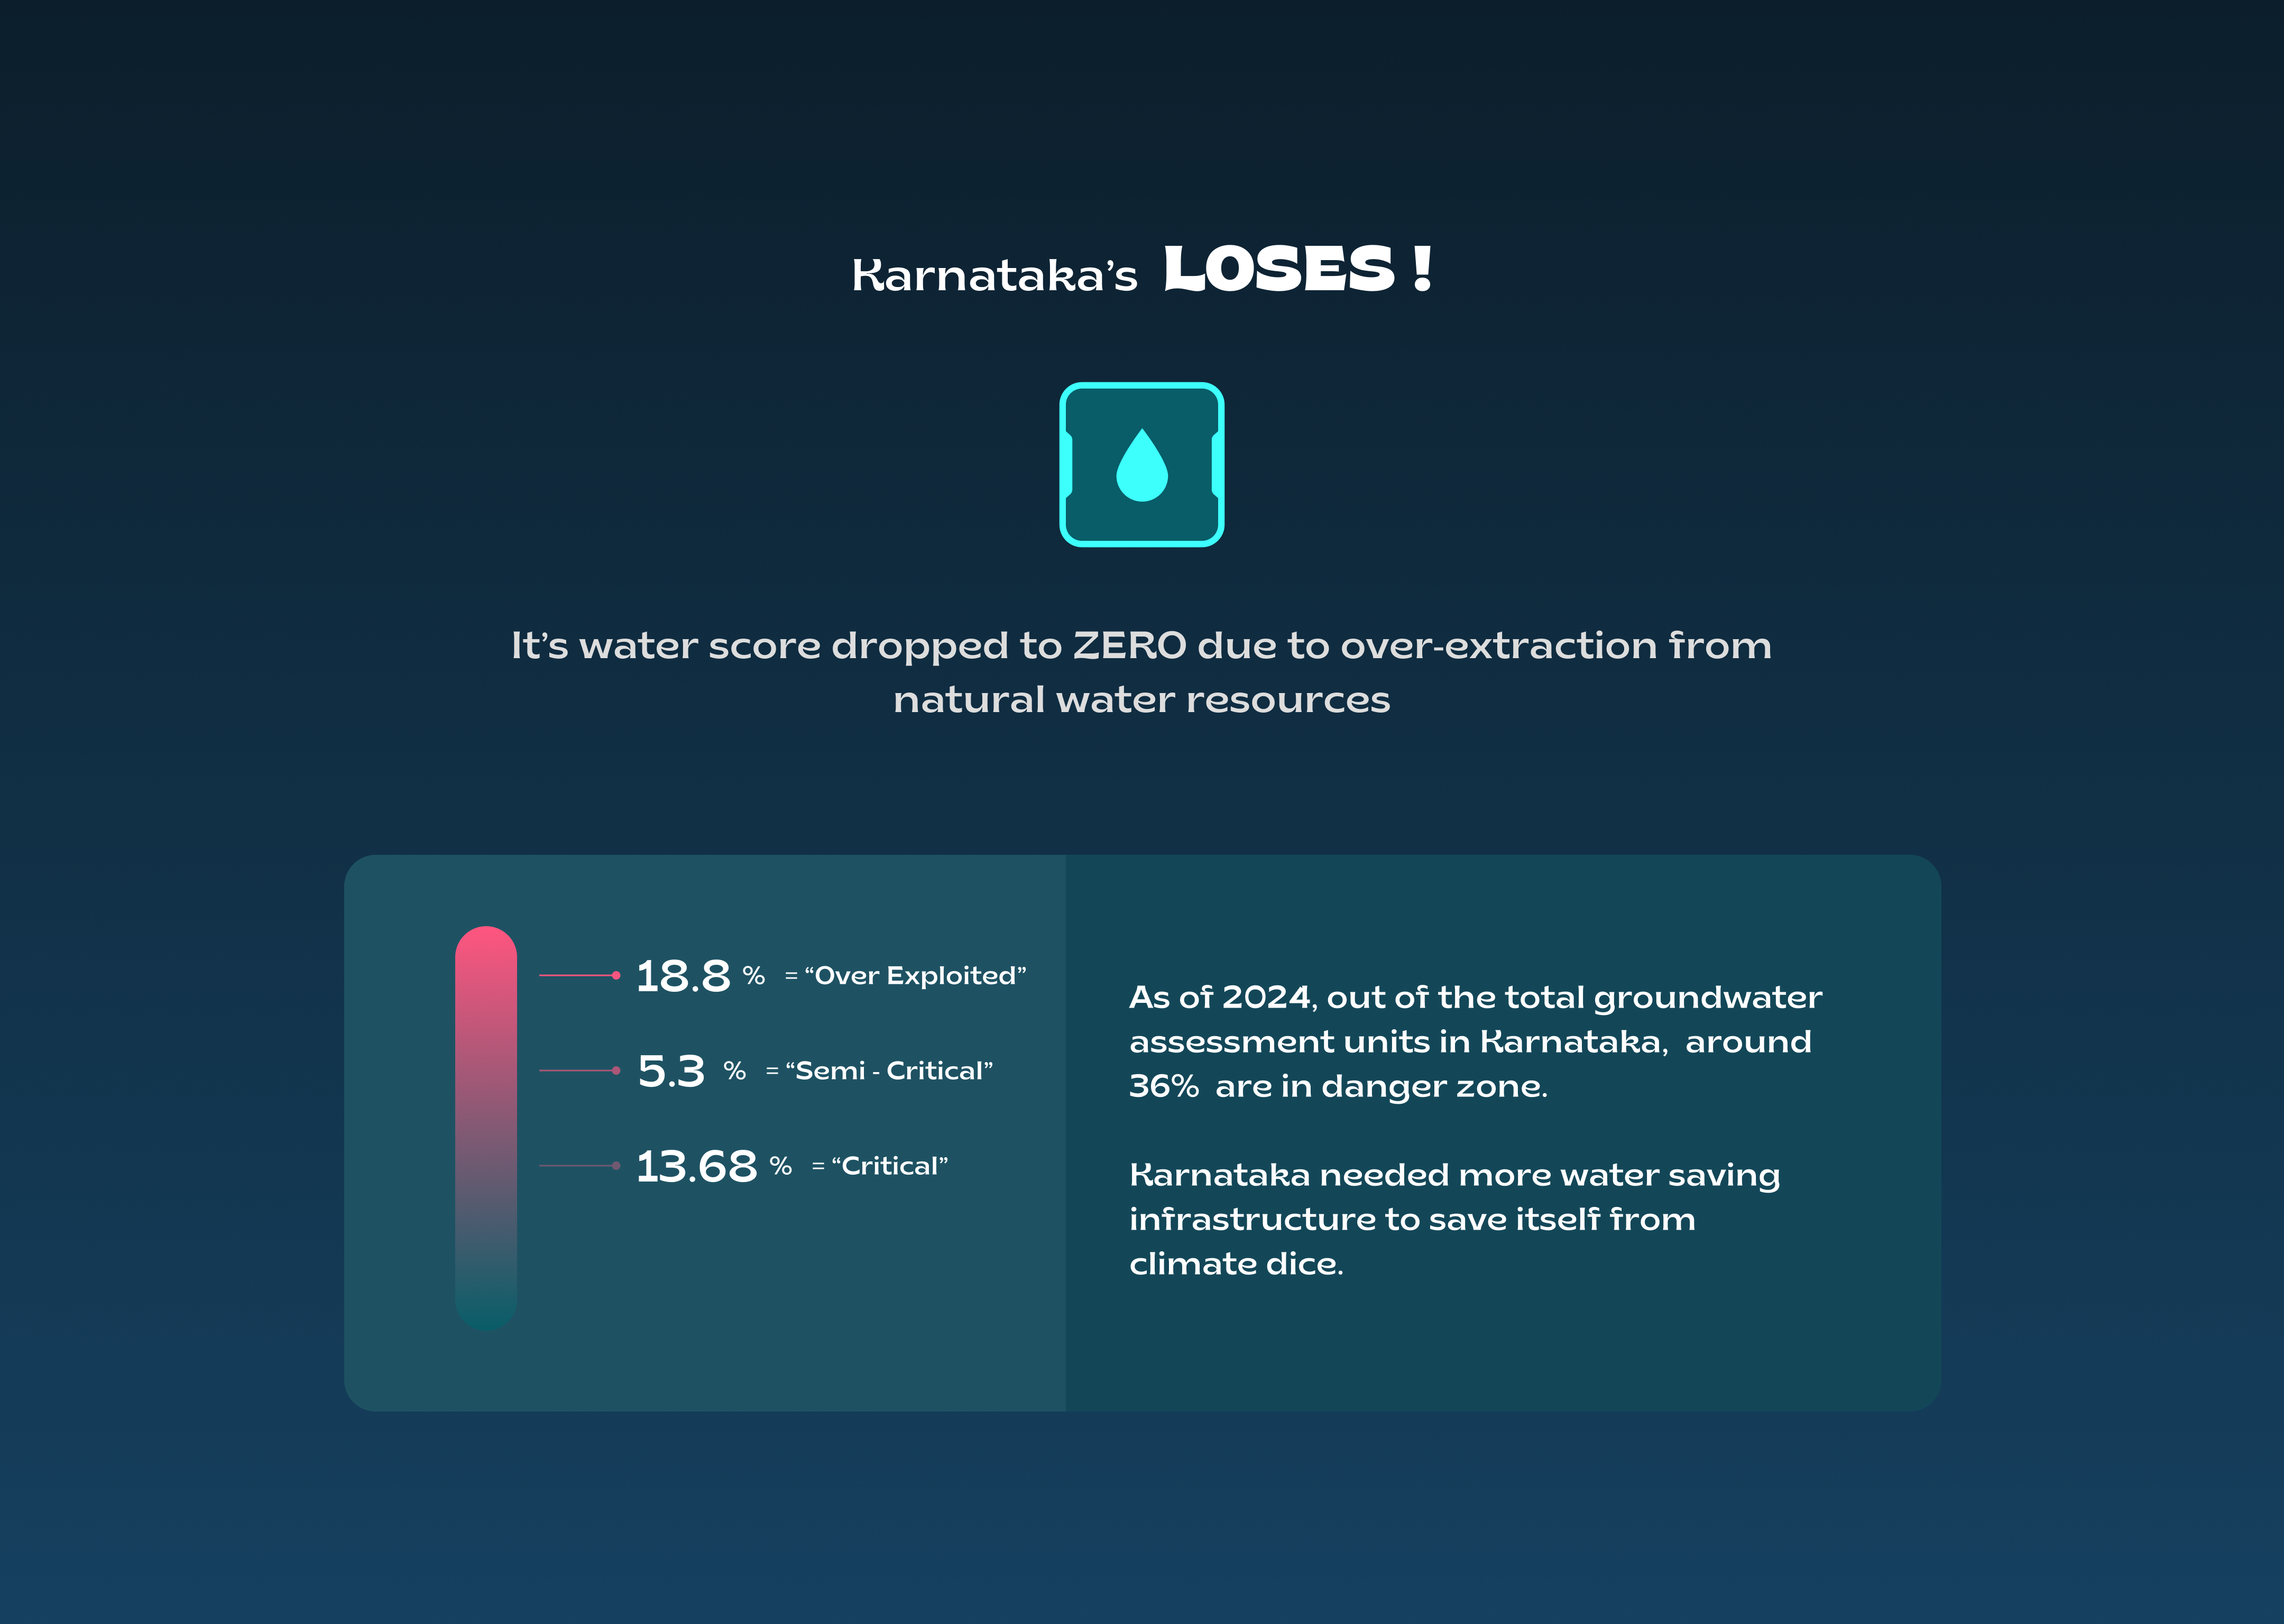 Karnataka’s LOSES !
It’s water score dropped to ZERO due to over-extraction from
natural water resources
18.8 % = “Over Exploited”
5.3 % = “Semi - Critical”
13.68 % = “Critical”
As of 2024, out of the total groundwater
assessment units in Karnataka, around
36% are in danger zone.
Karnataka needed more water saving
infrastructure to save itself from
climate dice.